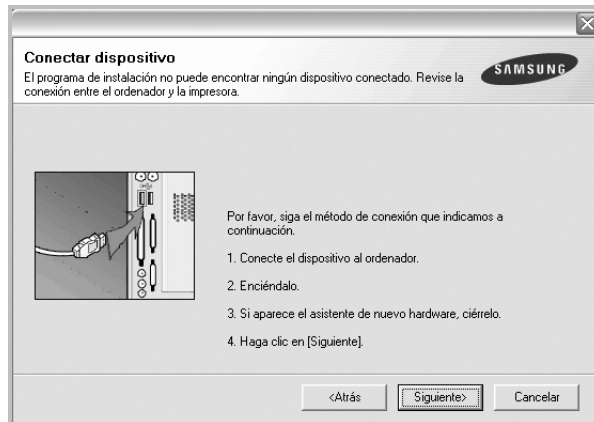 Conectar dispositivo
El programa de instalación no puede encontrar ningún dispositivo conectado. Revise la
conexión entre el ordenador y la impresora.
SAMSUNG
Por favor, siga el método de conexión que indicamos a
continuación.
1. Conecte el dispositivo al ordenador.
2. Enciéndalo.
3. Si aparece el asistente de nuevo hardware, ciérrelo.
4. Haga clic en [Siguiente].
<Atrás
Siguiente>
Cancelar